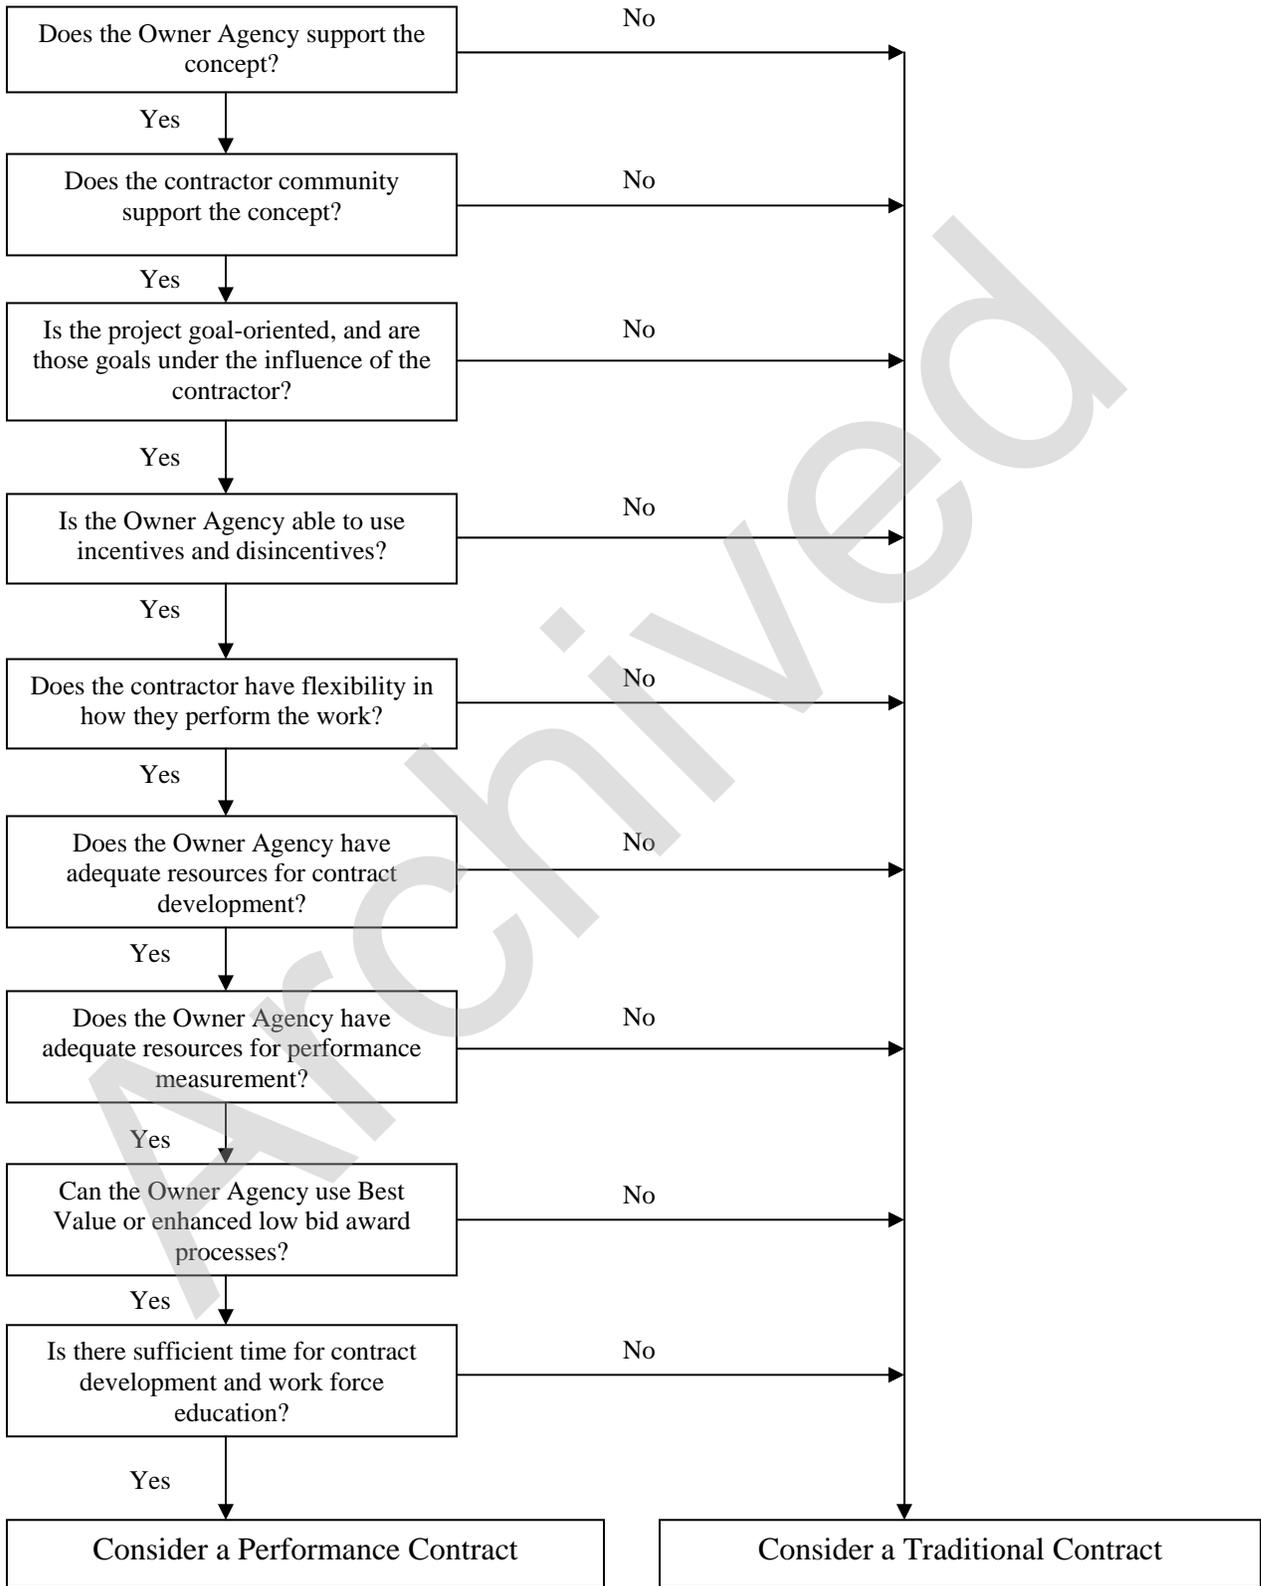 Does the Owner Agency support the
concept?
No
Yes
Does the contractor community
support the concept?
No
Yes
Is the project goal-oriented, and are
those goals under the influence of the
contractor?
No
Yes
Is the Owner Agency able to use
incentives and disincentives?
No
Yes
Does the contractor have flexibility in
how they perform the work?
No
Yes
Does the Owner Agency have
adequate resources for contract
development?
No
Yes
Does the Owner Agency have
adequate resources for performance
measurement?
No
Yes
Can the Owner Agency use Best
Value or enhanced low bid award
processes?
No
Yes
Is there sufficient time for contract
development and work force
education?
No
Yes
Consider a Performance Contract
Consider a Traditional Contract
Archived